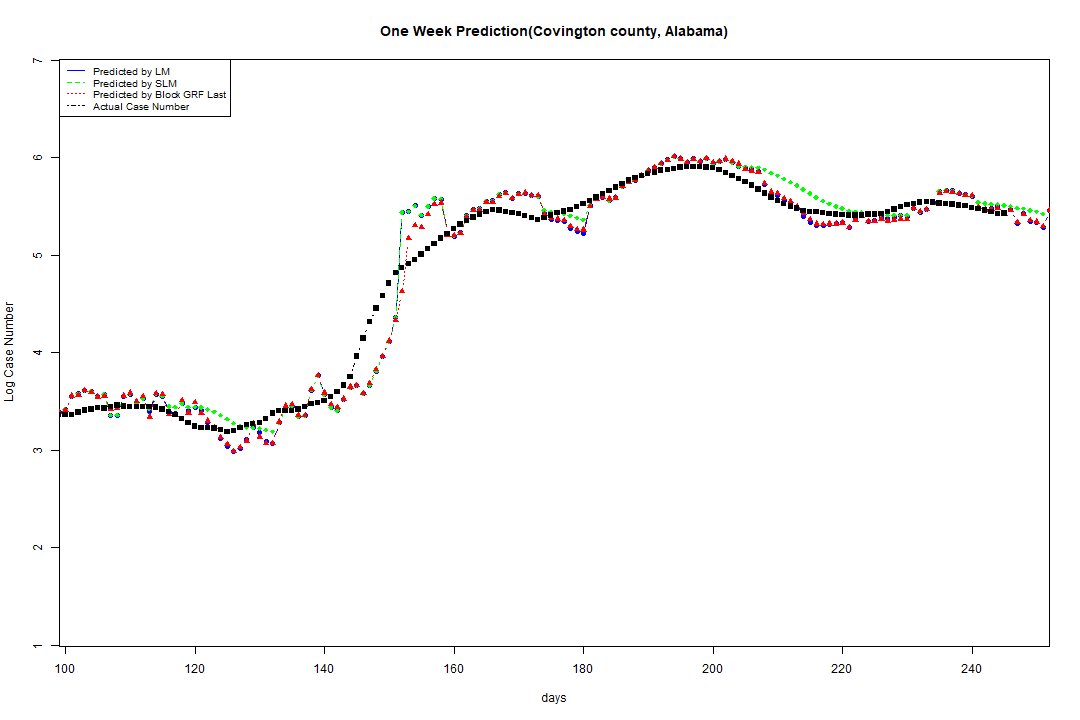 One Week Prediction(Covington county, Alabama)
7
Predicted by LM
Predicted by SLM
Predicted by Block GRF Last
Actual Case Number
6
5
4
3
2
1
Log Case Number
100 120 140 160 180 200 220 240
days